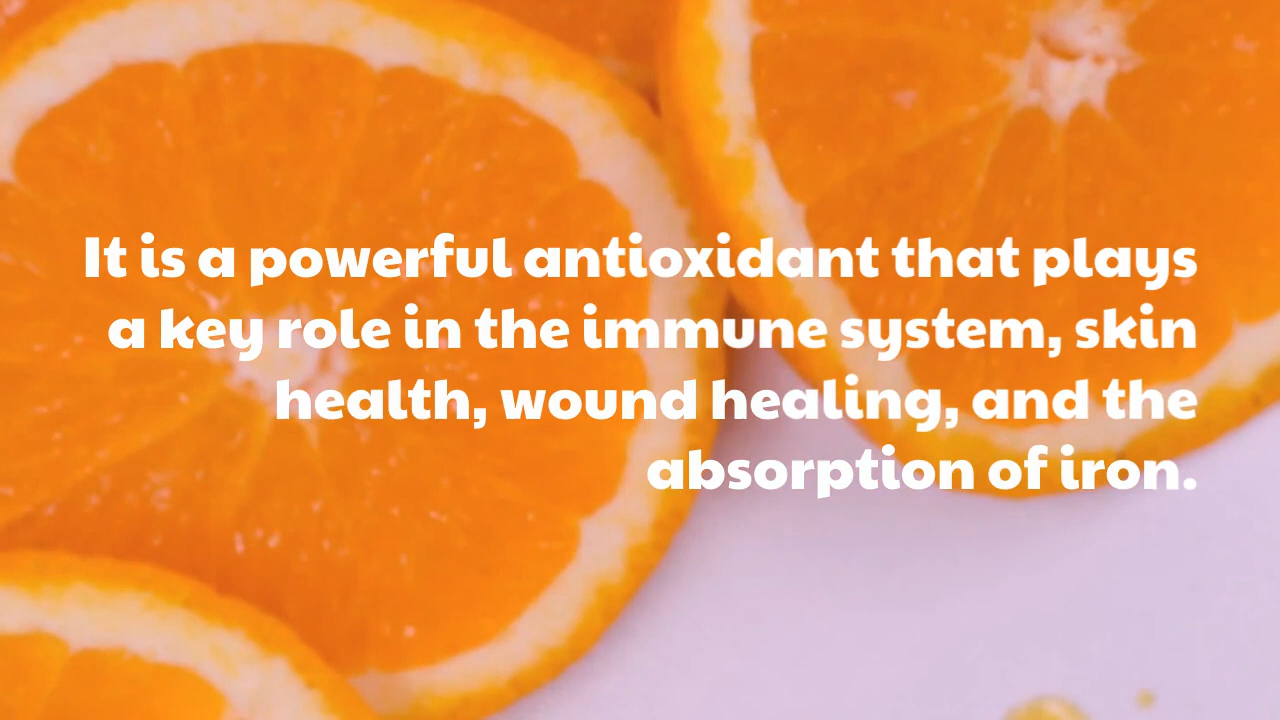 It is a powerful antioxidant that plays
a key role in the immune system, skin
health, wound healing, and the
absorption of iron.